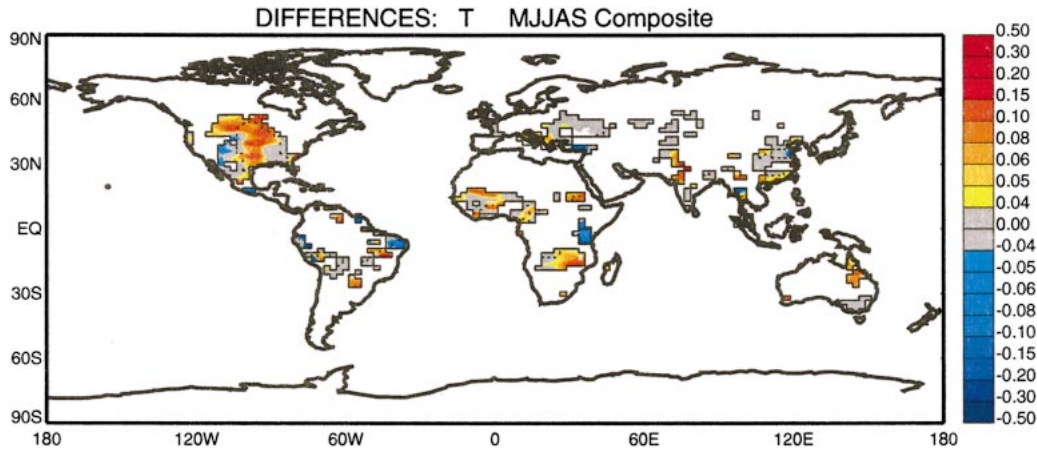 DIFFERENCES: T MJJAS Composite
90N
60N
30N
EQ
30S
60S
90S
180 120W 60W 0 60E 120E 180
0.50
0.30
0.20
0.15
0.10
0.08
0.06
0.05
0.04
0.00
-0.04
-0.05
-0.06
-0.08
-0.10
-0.15
-0.20
-0.30
-0.50